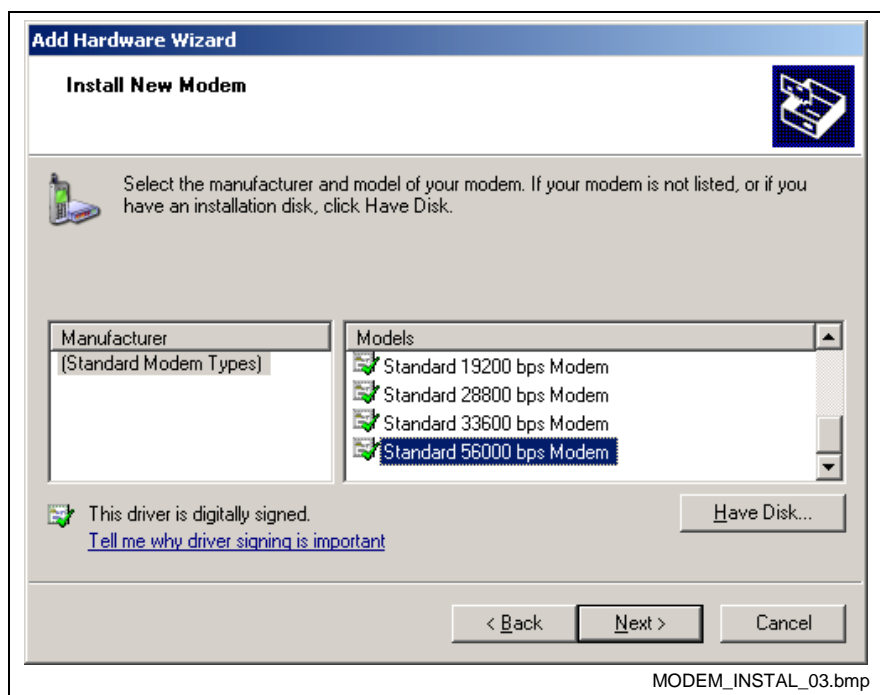 Add Hardware Wizard
Install New Modem
Select the manufacturer and model of your modem. If your modem is not listed, or if you
have an installation disk, click Have Disk.
Manufacturer
(Standard Modem Types)
Models
Standard 19200 bps Modem
Standard 28800 bps Modem
Standard 33600 bps Modem
Standard 56000 bps Modem
This driver is digitally signed.
Tell me why driver signing is important
Have Disk...
< Back
Next >
Cancel
MODEM_INSTAL_03.bmp